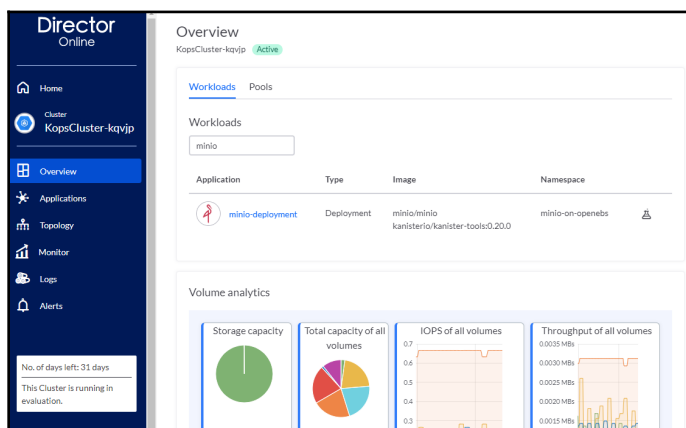 Director
Online
Home
Cluster
KopsCluster-kqvjp
Overview
Applications
Topology
Monitor
Logs
Alerts
No. of days left: 31 days
This Cluster is running in
evaluation.
Overview
KopsCluster-kqvjp Active
Workloads Pools
Workloads
minio
Application Type Image Namespace
minio-deployment Deployment minio/minio minio-on-openebs
kanisterio/kanister-tools:0.20.0
Volume analytics
Storage capacity
Total capacity of all
volumes
IOPS of all volumes
0.7
0.6
0.5
0.4
0.3
Throughput of all volumes
0.0035 MBs
0.0030 MBs
0.0025 MBs
0.0020 MBs
0.0015 MBs